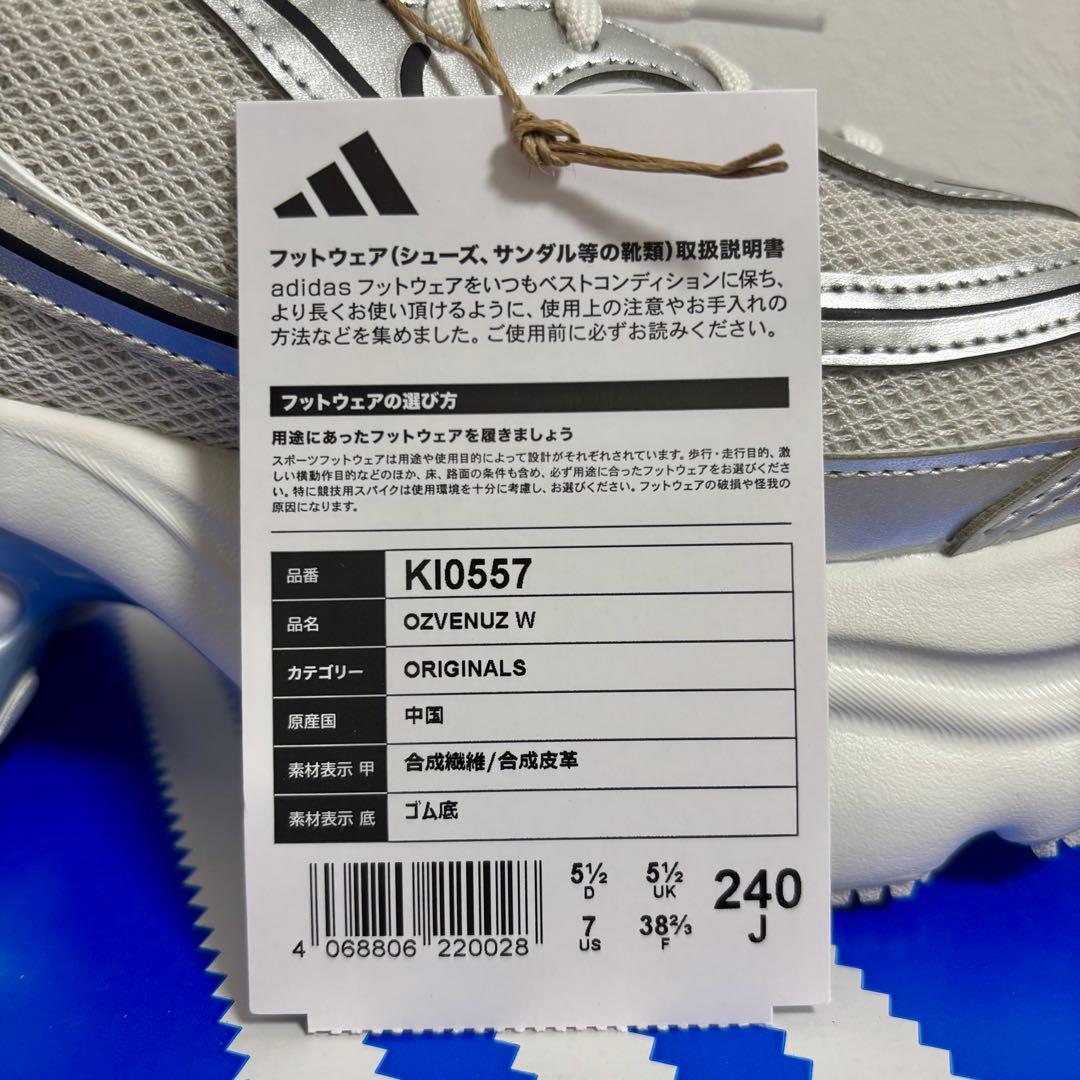 フットウェア(シューズ、サンダル等の靴類)取扱説明書
adidas フットウェアをいつもベストコンディションに保ち、
より長くお使い頂けるように、使用上の注意やお手入れの
方法などを集めました。ご使用前に必ずお読みください。
フットウェアの選び方
用途にあったフットウェアを履きましょう
スポーツフットウェアは用途や使用目的によって設計がそれぞれされています。歩行・走行目的、激
しい横動作目的などのほか、床、路面の条件も含め、必ず用途に合ったフットウェアをお選びくださ
い。特に競技用スパイクは使用環境を十分に考慮し、お選びください。フットウェアの破損や怪我の
原因になります。
品番 KI0557
品名 OZVENUZ W
カテゴリー ORIGINALS
原産国 中国
素材表示 甲 合成繊維/合成皮革
素材表示 底 ゴム底
5½ 5½ 240
D UK J
7 38⅔
US F
4 068806 220028